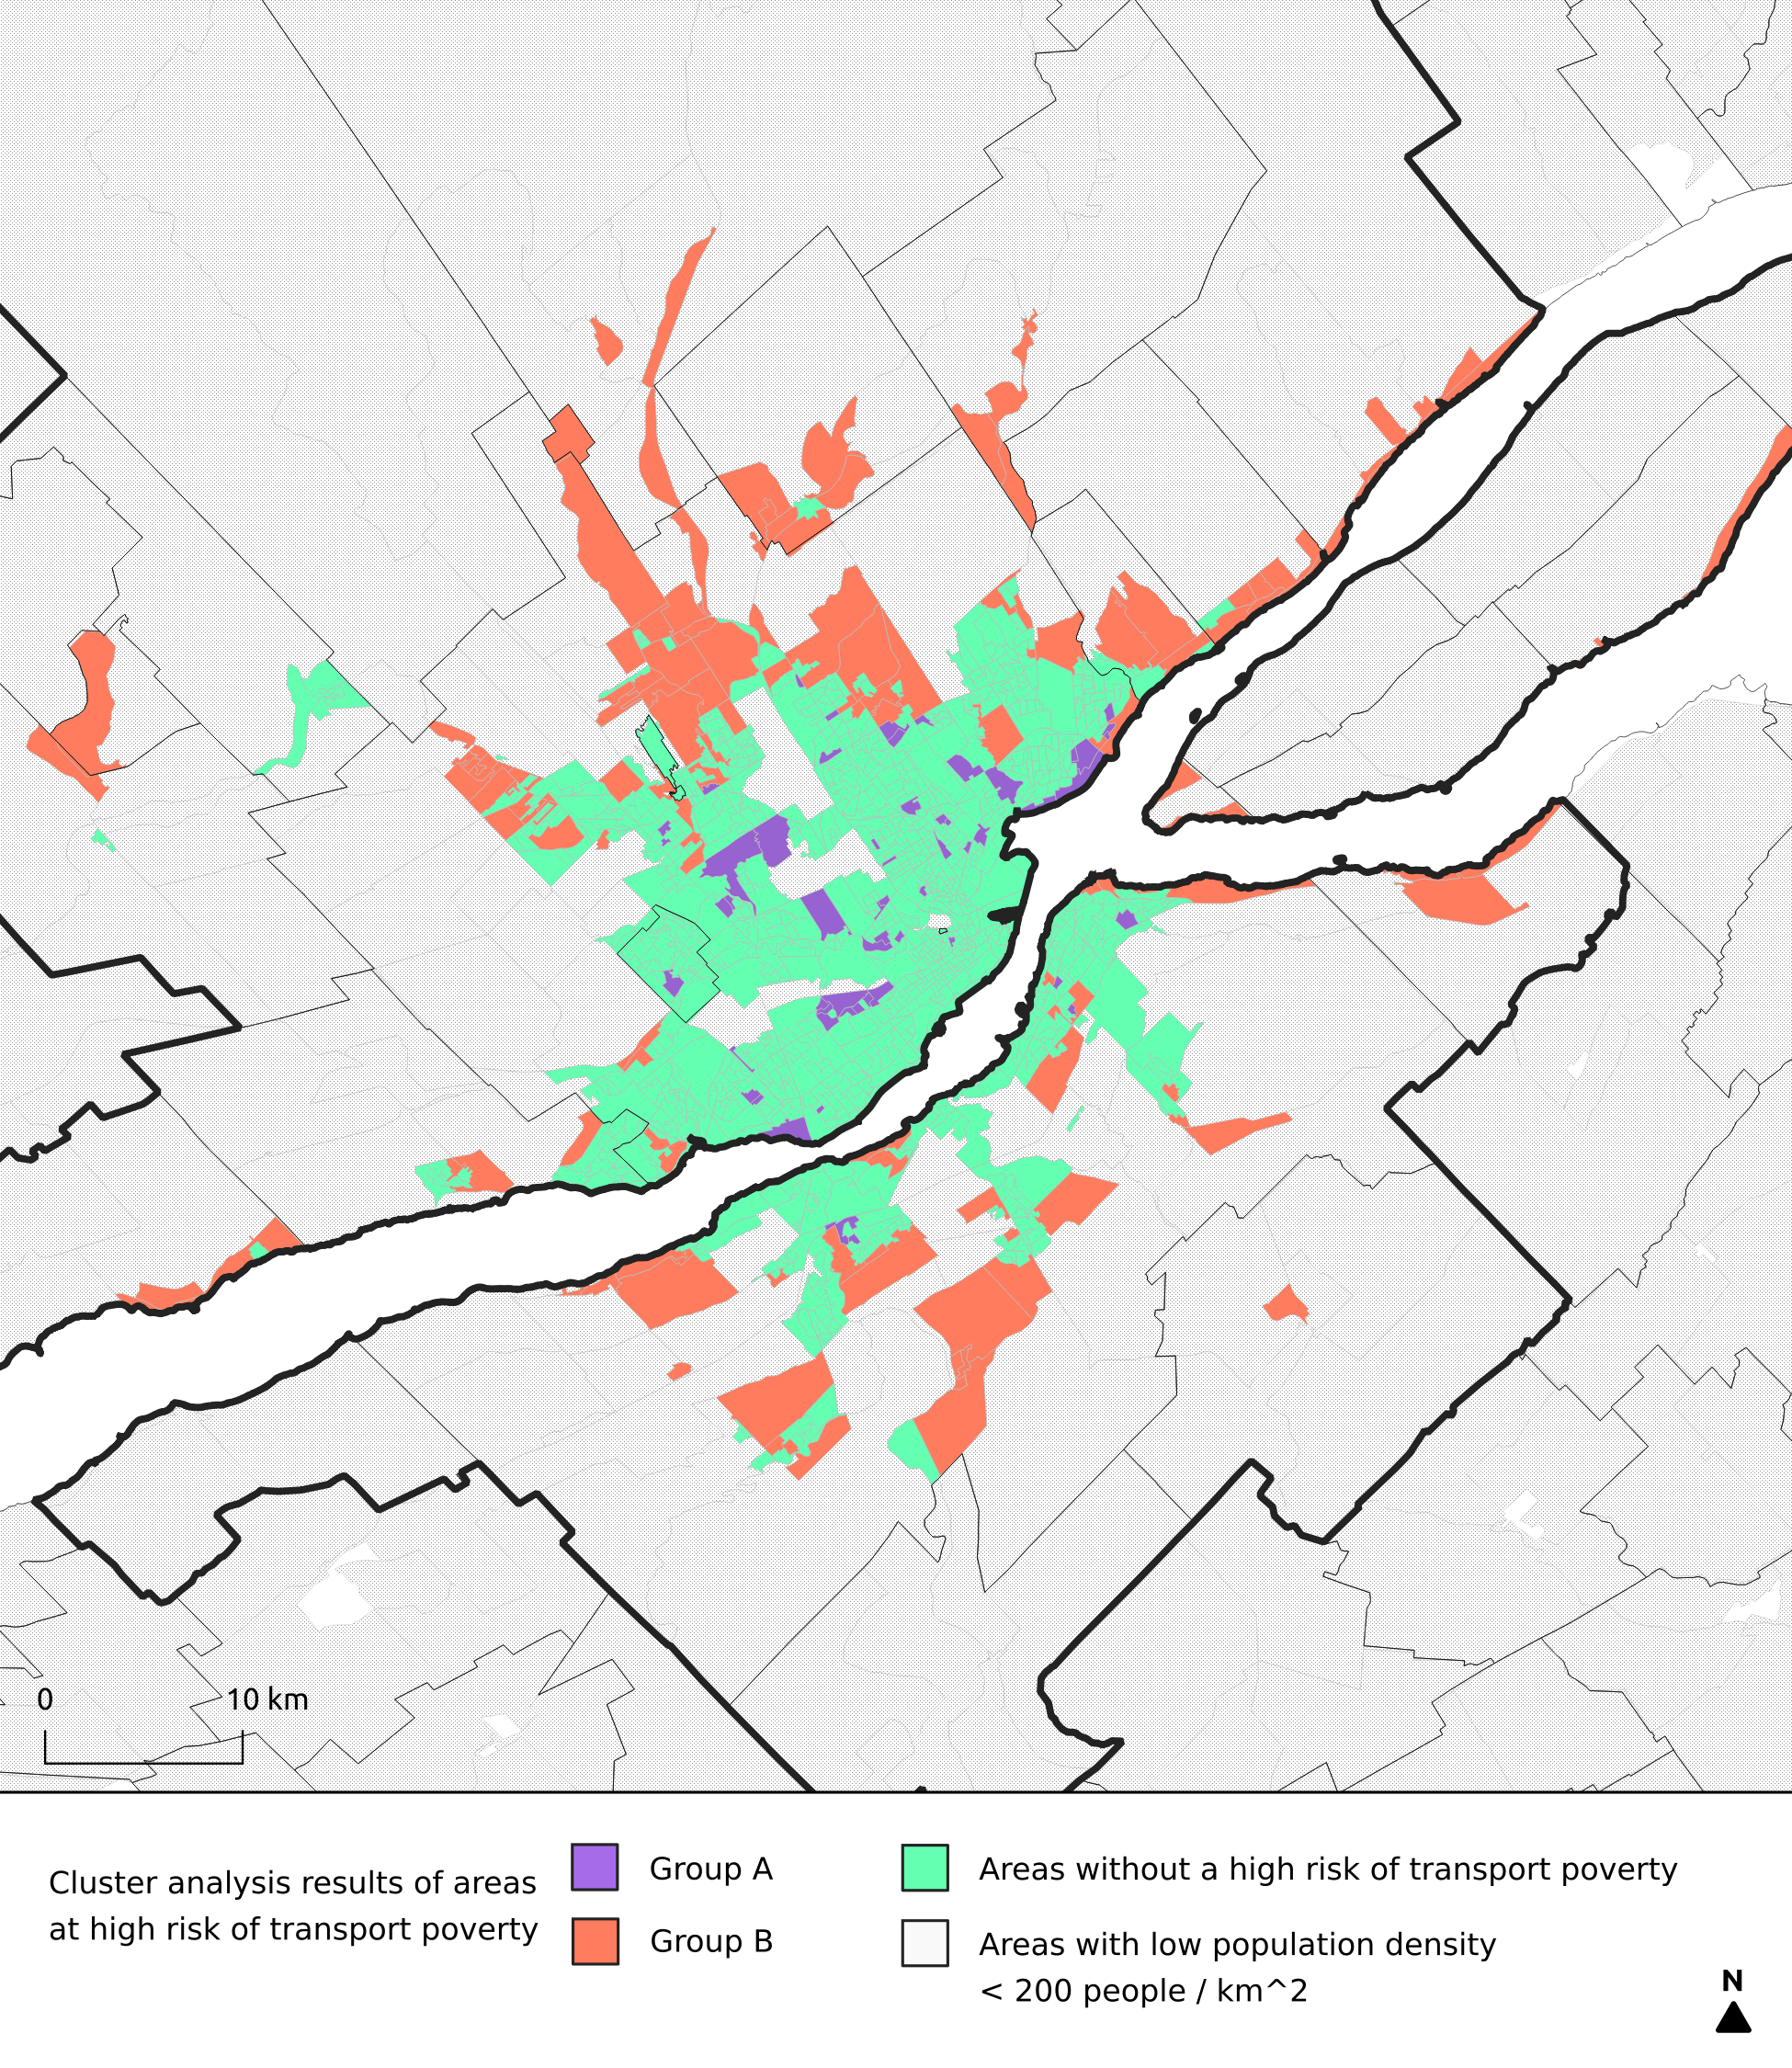 0 10 km
Cluster analysis results of areas
at high risk of transport poverty
Group A
Group B
Areas without a high risk of transport poverty
Areas with low population density
< 200 people / km^2
N